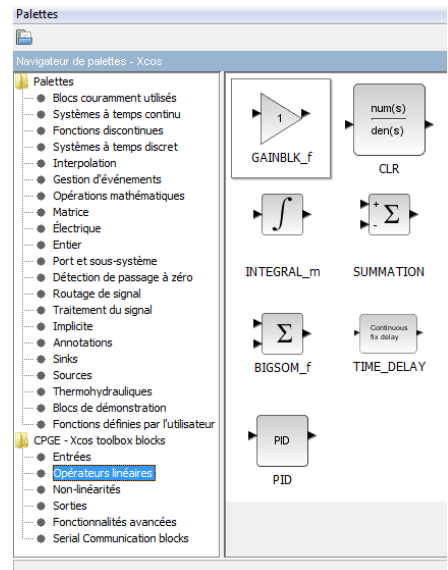 Palettes
Navigateur de palettes - Xcos
Palettes
Blocs couramment utilisés
Systèmes à temps continu
Fonctions discontinues
Systèmes à temps discret
Interpolation
Gestion d'événements
Opérations mathématiques
Matrice
Électrique
Entier
Port et sous-système
Détection de passage à zéro
Routage de signal
Traitement du signal
Implicite
Annotations
Sinks
Sources
Thermohydrauliques
Blocs de démonstration
Fonctions définies par l'utilisateur
CPGE - Xcos toolbox blocks
Entrées
Opérateurs linéaires
Non-linéarités
Sorties
Fonctionnalités avancées
Serial Communication blocks
1
GAINBLK_f
num(s)
den(s)
CLR
∫
INTEGRAL_m
+
-
Σ
SUMMATION
Σ
BIGSOM_f
Continuous
fix delay
TIME_DELAY
PID
PID